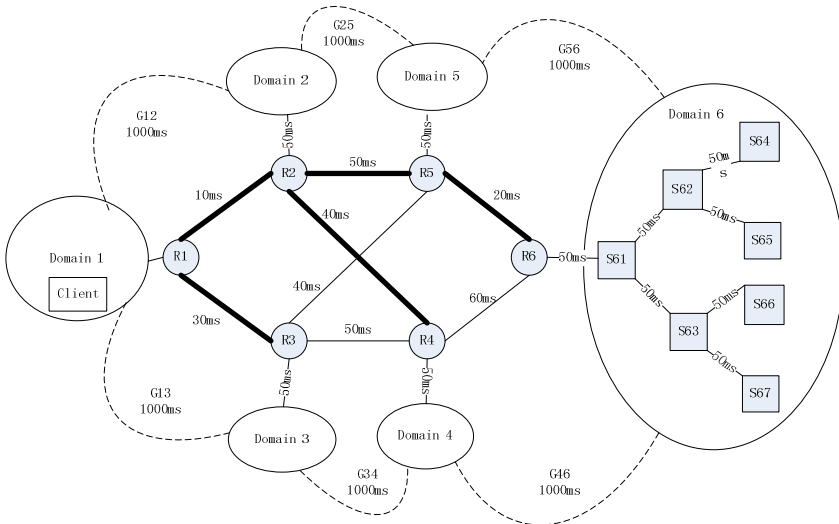 G25
1000ms
G56
1000ms
Domain 2
Domain 5
G12
1000ms
Domain 6
50ms
50ms
S64
50m
s
R2
50ms
R5
S62
10ms
40ms
20ms
50ms
50ms
S65
Domain 1
R1
R6
50ms
S61
Client
40ms
60ms
50ms
50ms
S66
30ms
R3
50ms
R4
S63
50ms
50ms
50ms
S67
G13
1000ms
Domain 3
Domain 4
G34
1000ms
G46
1000ms